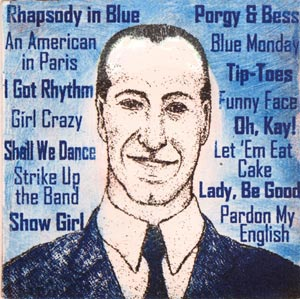 Rhapsody in Blue
An American
in Paris
I Got Rhythm
Girl Crazy
Shall We Dance
Strike Up
the Band
Show Girl
Porgy & Bess
Blue Monday
Tip-Toes
Funny Face
Oh, Kay!
Let 'Em Eat
Cake
Lady, Be Good
Pardon My
English